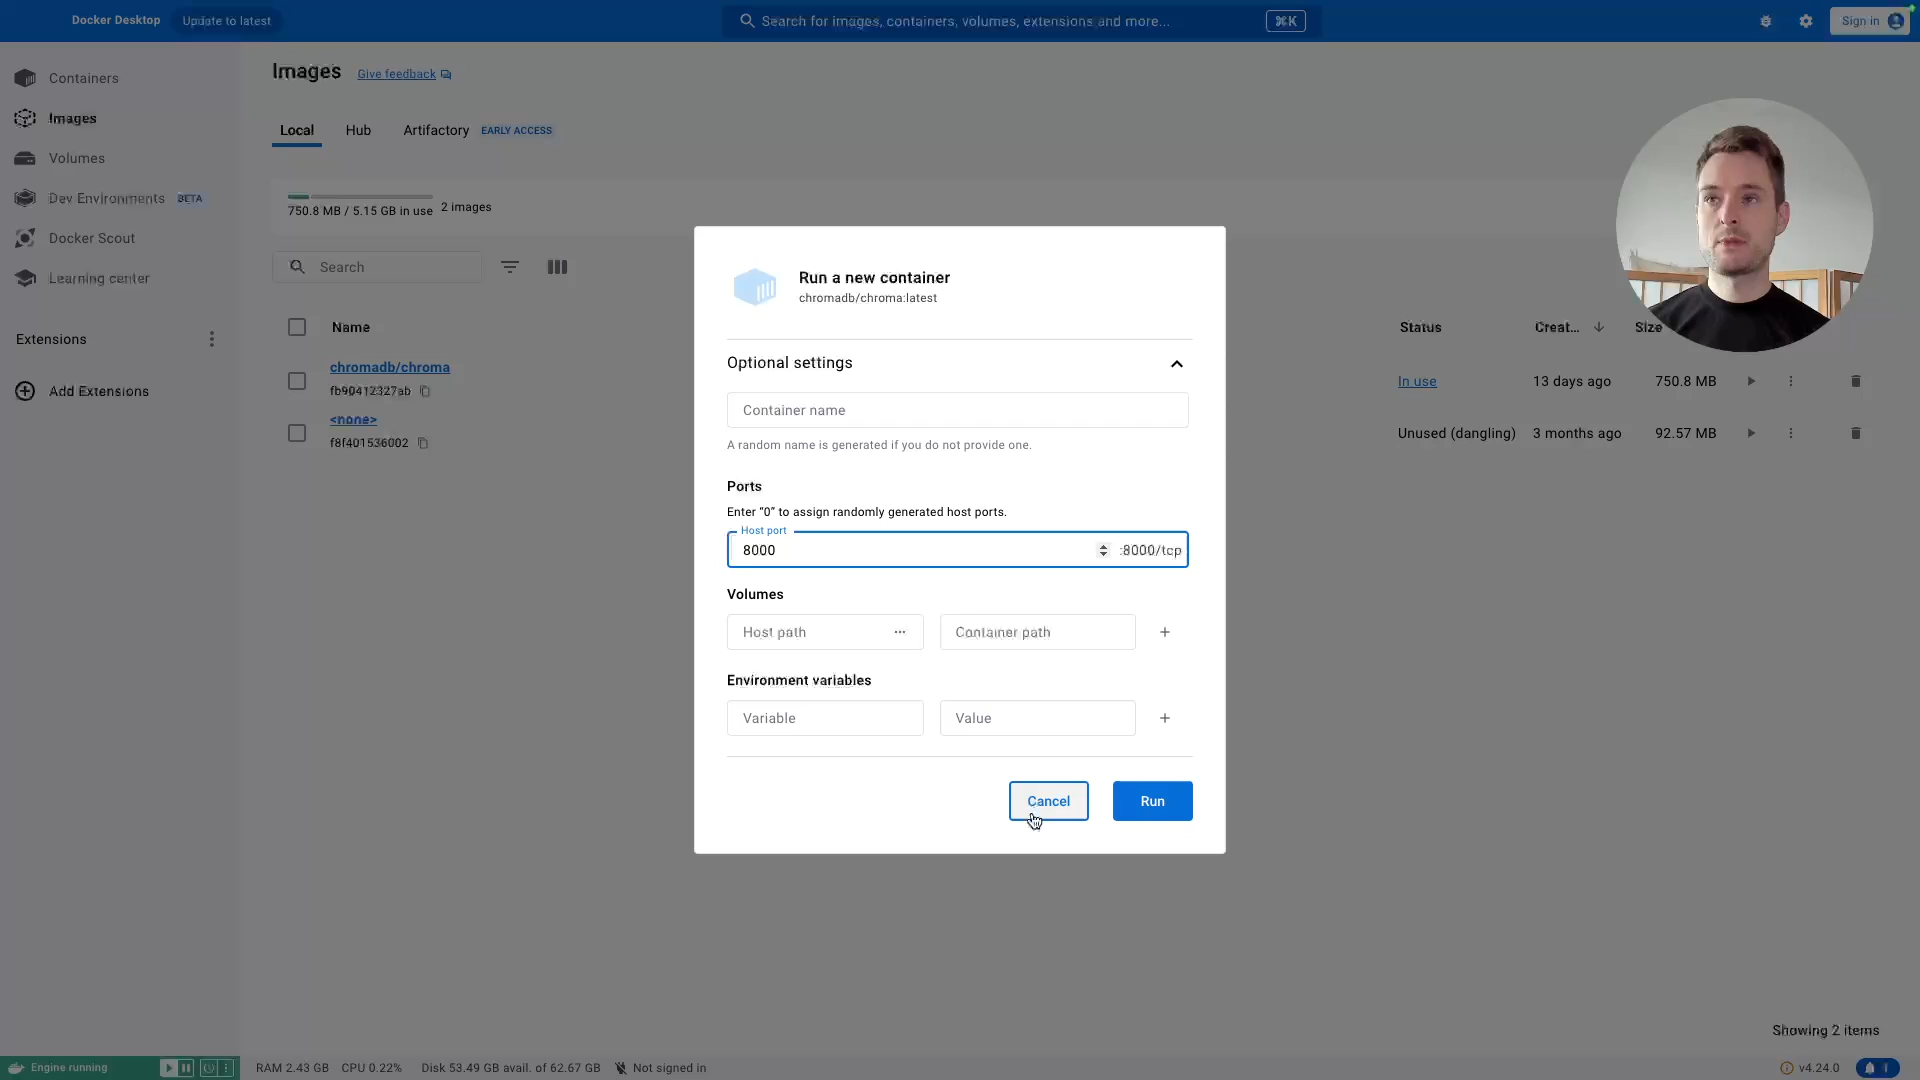 Docker Desktop Update to latest
Search for images, containers, volumes, extensions and more...
⌘K
Sign in
Containers
Images
Volumes
Dev Environments BETA
Docker Scout
Learning center
Extensions
Add Extensions
Images Give feedback
Local Hub Artifactory EARLY ACCESS
750.8 MB / 5.15 GB in use 2 images
Search
Name Status Creat... Size
chromadb/chroma
fb90412327ab
In use 13 days ago 750.8 MB
<none>
f8f401536002
Unused (dangling) 3 months ago 92.57 MB
Run a new container
chromadb/chroma:latest
Optional settings
Container name
A random name is generated if you do not provide one.
Ports
Enter “0” to assign randomly generated host ports.
Host port
8000 :8000/tcp
Volumes
Host path ... Container path +
Environment variables
Variable Value +
Cancel Run
Showing 2 items
Engine running
RAM 2.43 GB CPU 0.22% Disk 53.49 GB avail. of 62.67 GB Not signed in
v4.24.0